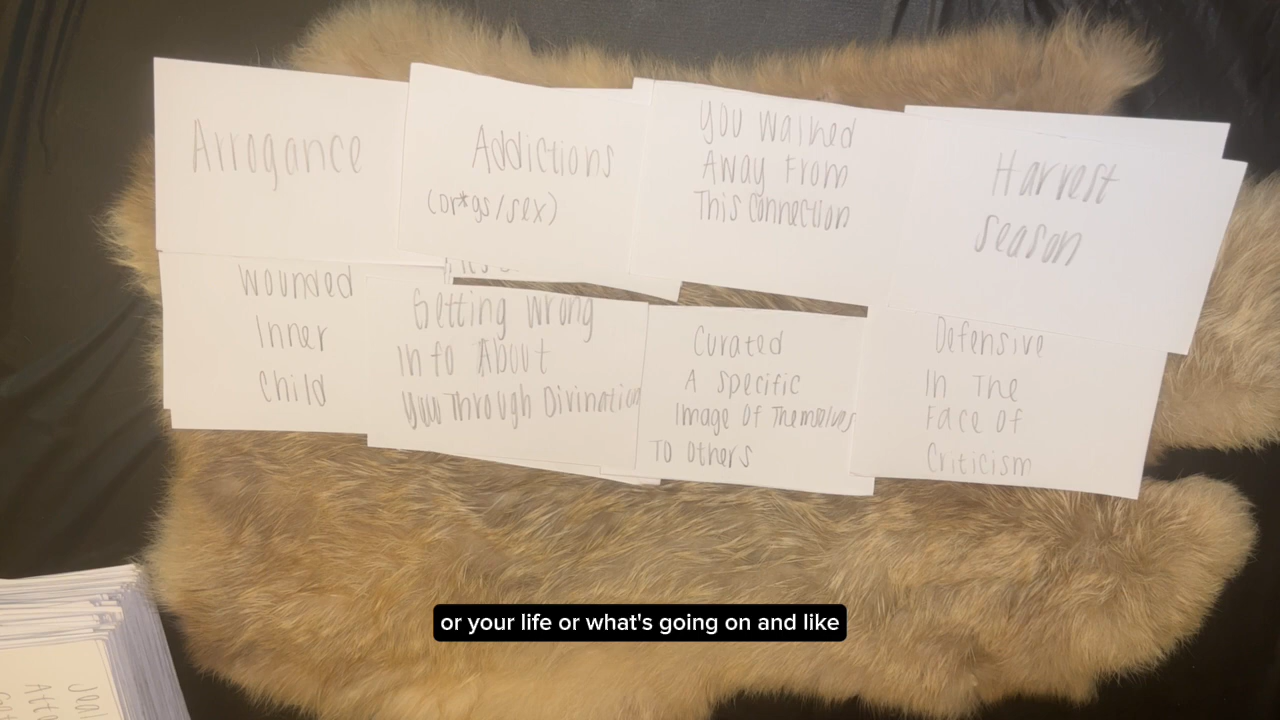 Arrogance
Addictions
(Dr*gs/sex)
You Walked
Away From
This Connection
Harvest
Season
Wounded
Inner
Child
Getting Wrong
Info About
You Through Divination
Curated
A Specific
Image Of Themselves
To Others
Defensive
In The
Face Of
Criticism
or your life or what's going on and like